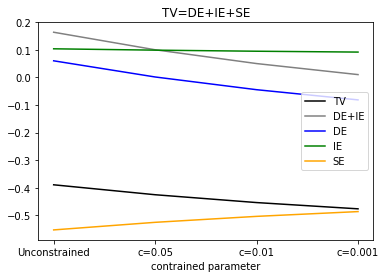 TV=DE+IE+SE
0.2
0.1
0.0
−0.1
−0.2
−0.3
−0.4
−0.5
TV
DE+IE
DE
IE
SE
Unconstrained c=0.05 c=0.01 c=0.001
contrained parameter